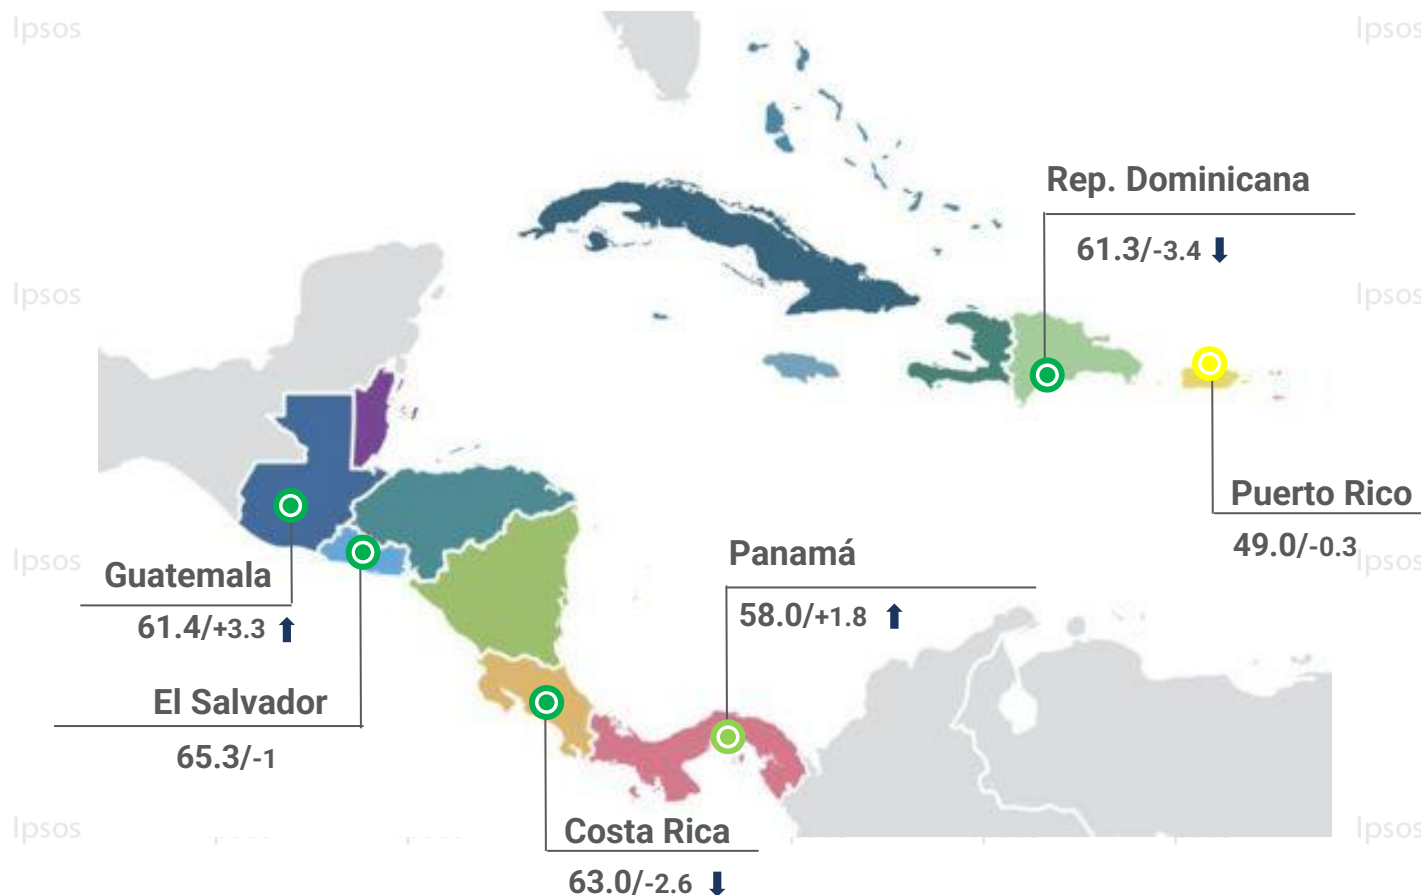 Ipsos
Ipsos
Rep. Dominicana
61.3/-3.4
Ipsos
Ipsos
Puerto Rico
49.0/-0.3
Panamá
58.0/+1.8
Ipsos
Ipsos
Guatemala
61.4/+3.3
El Salvador
65.3/-1
Costa Rica
63.0/-2.6
Ipsos
Ipsos